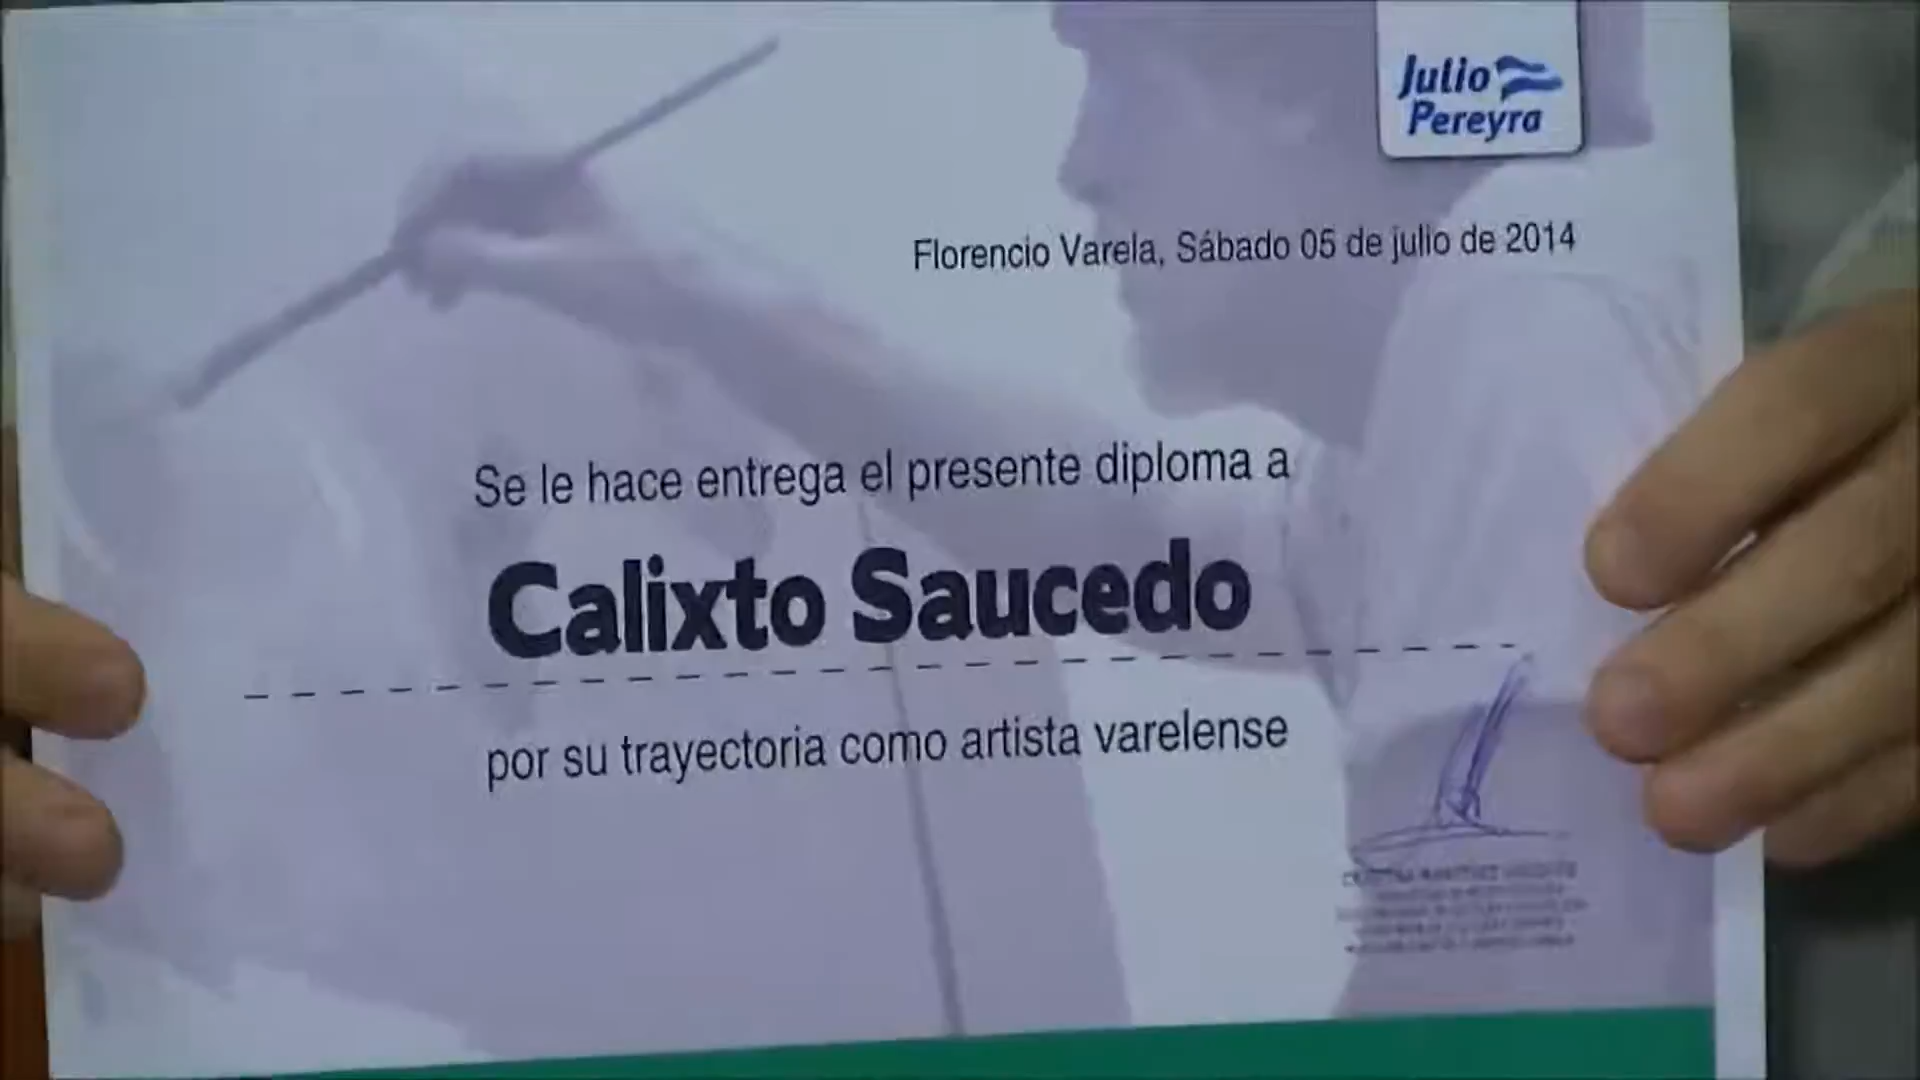 Julio
Pereyra
Florencio Varela, Sábado 05 de julio de 2014
Se le hace entrega el presente diploma a
Calixto Saucedo
por su trayectoria como artista varelense